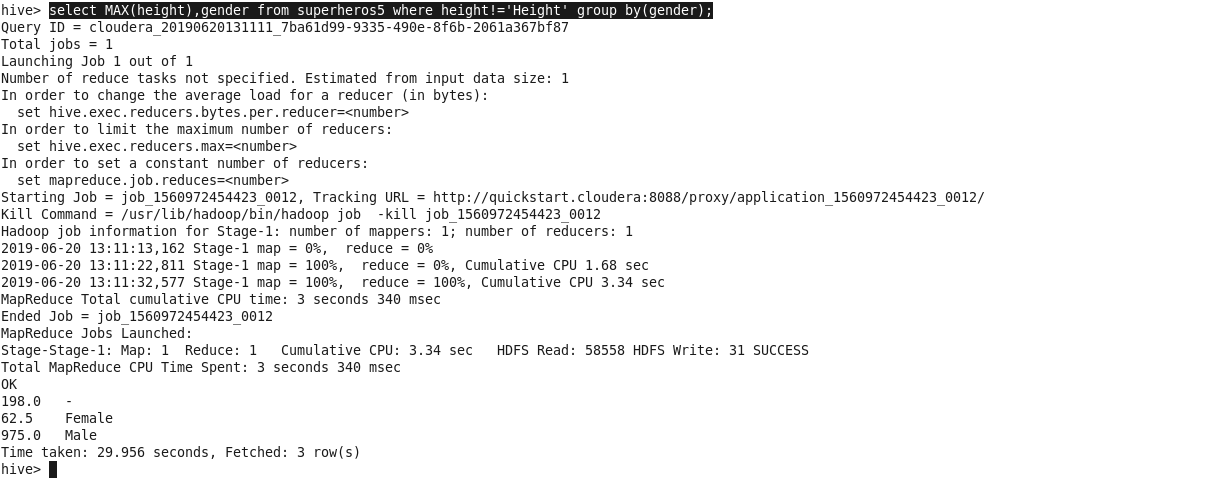 hive> select MAX(height),gender from superheros5 where height!='Height' group by(gender);
Query ID = cloudera_20190620131111_7ba61d99-9335-490e-8f6b-2061a367bf87
Total jobs = 1
Launching Job 1 out of 1
Number of reduce tasks not specified. Estimated from input data size: 1
In order to change the average load for a reducer (in bytes):
  set hive.exec.reducers.bytes.per.reducer=<number>
In order to limit the maximum number of reducers:
  set hive.exec.reducers.max=<number>
In order to set a constant number of reducers:
  set mapreduce.job.reduces=<number>
Starting Job = job_1560972454423_0012, Tracking URL = http://quickstart.cloudera:8088/proxy/application_1560972454423_0012/
Kill Command = /usr/lib/hadoop/bin/hadoop job  -kill job_1560972454423_0012
Hadoop job information for Stage-1: number of mappers: 1; number of reducers: 1
2019-06-20 13:11:13,162 Stage-1 map = 0%,  reduce = 0%
2019-06-20 13:11:22,811 Stage-1 map = 100%,  reduce = 0%, Cumulative CPU 1.68 sec
2019-06-20 13:11:32,577 Stage-1 map = 100%,  reduce = 100%, Cumulative CPU 3.34 sec
MapReduce Total cumulative CPU time: 3 seconds 340 msec
Ended Job = job_1560972454423_0012
MapReduce Jobs Launched:
Stage-Stage-1: Map: 1  Reduce: 1   Cumulative CPU: 3.34 sec   HDFS Read: 58558 HDFS Write: 31 SUCCESS
Total MapReduce CPU Time Spent: 3 seconds 340 msec
OK
198.0   -
62.5    Female
975.0   Male
Time taken: 29.956 seconds, Fetched: 3 row(s)
hive>